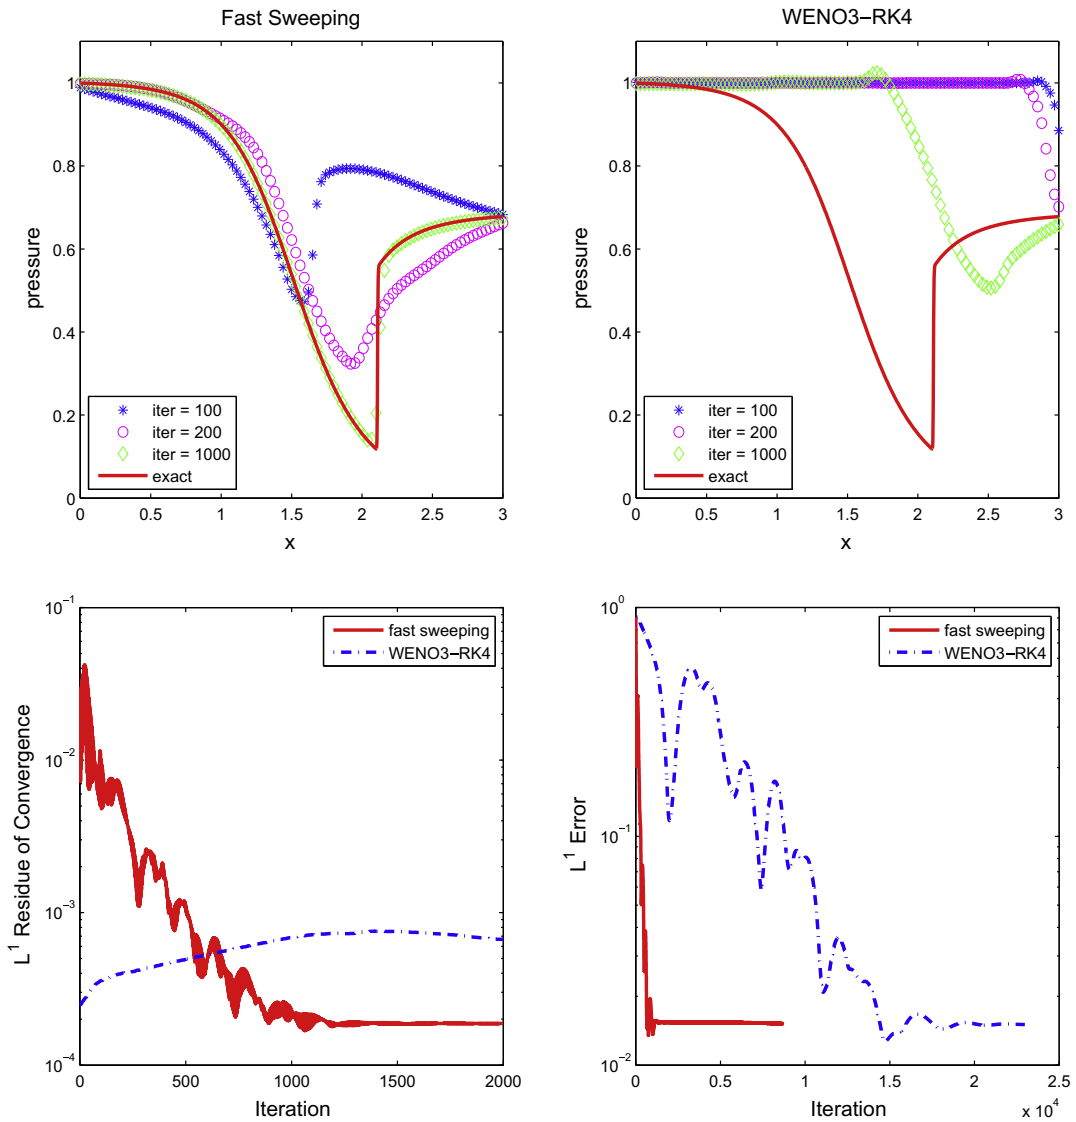 Fast Sweeping
pressure
1
0.8
0.6
0.4
0.2
0
iter = 100
iter = 200
iter = 1000
exact
0 0.5 1 1.5 2 2.5 3
x
WENO3−RK4
pressure
1
0.8
0.6
0.4
0.2
0
iter = 100
iter = 200
iter = 1000
exact
0 0.5 1 1.5 2 2.5 3
x
L¹ Residue of Convergence
10⁻¹
10⁻²
10⁻³
10⁻⁴
fast sweeping
WENO3−RK4
0 500 1000 1500 2000
Iteration
L¹ Error
10⁰
10⁻¹
10⁻²
fast sweeping
WENO3−RK4
0 0.5 1 1.5 2 2.5
Iteration
x 10⁴